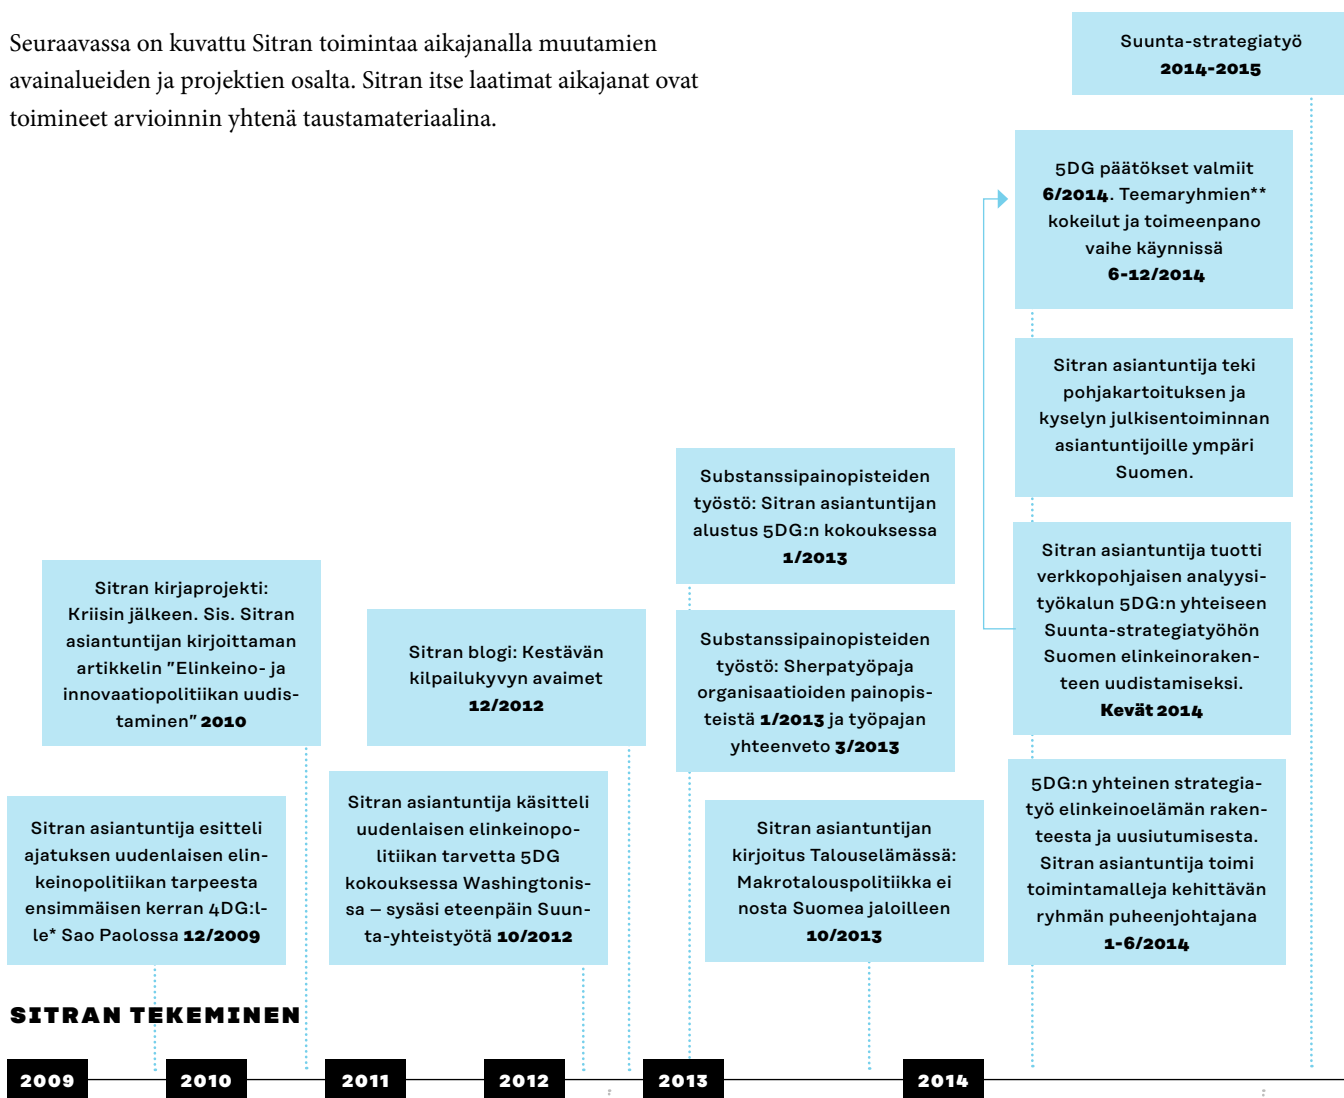 Seuraavassa on kuvattu Sitran toimintaa aikajanalla muutamien
avainalueiden ja projektien osalta. Sitran itse laatimat aikajanat ovat
toimineet arvioinnin yhtenä taustamateriaalina.
Suunta-strategiatyö
2014-2015
5DG päätökset valmiit
6/2014. Teemaryhmien**
kokeilut ja toimeenpano
vaihe käynnissä
6-12/2014
Sitran asiantuntija teki
pohjakartoituksen ja
kyselyn julkisentoiminnan
asiantuntijoille ympäri
Suomen.
Sitran asiantuntija tuotti
verkkopohjaisen analyysi-
työkalun 5DG:n yhteiseen
Suunta-strategiatyöhön
Suomen elinkeinoraken-
teen uudistamiseksi.
Kevät 2014
5DG:n yhteinen strategia-
työ elinkeinoelämän raken-
teesta ja uusiutumisesta.
Sitran asiantuntija toimi
toimintamalleja kehittävän
ryhmän puheenjohtajana
1-6/2014
Substanssipainopisteiden
työstö: Sitran asiantuntijan
alustus 5DG:n kokouksessa
1/2013
Substanssipainopisteiden
työstö: Sherpatyöpaja
organisaatioiden painopis-
teistä 1/2013 ja työpajan
yhteenveto 3/2013
Sitran asiantuntijan
kirjoitus Talouselämässä:
Makrotalouspolitiikka ei
nosta Suomea jaloilleen
10/2013
Sitran kirjaprojekti:
Kriisin jälkeen. Sis. Sitran
asiantuntijan kirjoittaman
artikkelin "Elinkeino- ja
innovaatiopolitiikan uudis-
taminen" 2010
Sitran blogi: Kestävän
kilpailukyvyn avaimet
12/2012
Sitran asiantuntija esitteli
ajatuksen uudenlaisen elin-
keinopolitiikan tarpeesta
ensimmäisen kerran 4DG:l-
le* Sao Paolossa 12/2009
Sitran asiantuntija käsitteli
uudenlaisen elinkeinopo-
litiikan tarvetta 5DG
kokouksessa Washingtonis-
sa – sysäsi eteenpäin Suun-
ta-yhteistyötä 10/2012
SITRAN TEKEMINEN
2009
2010
2011
2012
2013
2014